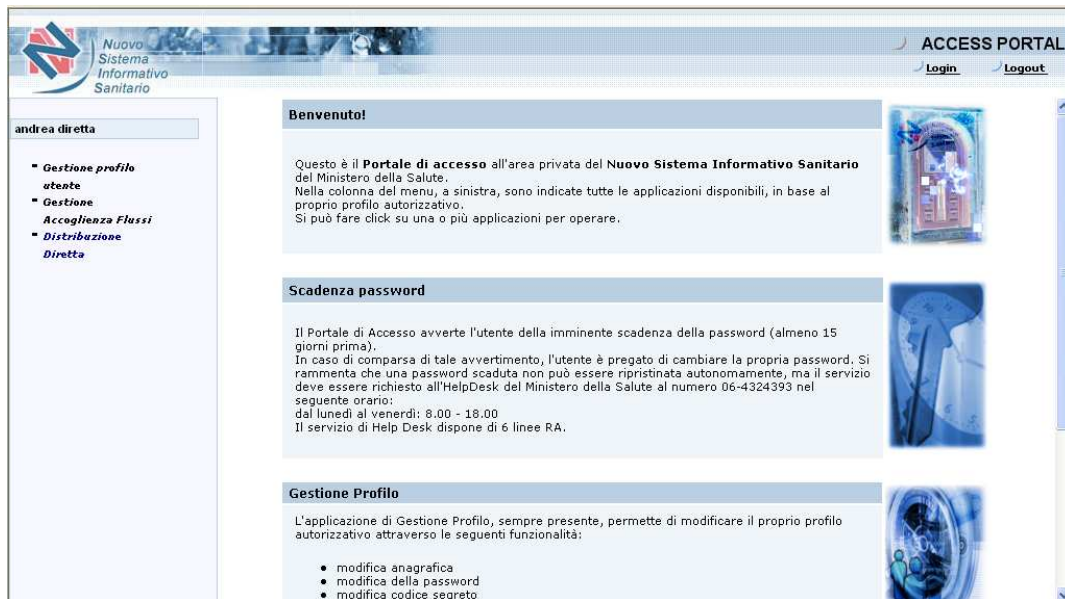 Nuovo
Sistema
Informativo
Sanitario
ACCESS PORTAL
Login Logout
andrea diretta
Gestione profilo
utente
Gestione
Accoglienza Flussi
Distribuzione
Diretta
Benvenuto!
Questo è il Portale di accesso all'area privata del Nuovo Sistema Informativo Sanitario
del Ministero della Salute.
Nella colonna del menu, a sinistra, sono indicate tutte le applicazioni disponibili, in base al
proprio profilo autorizzativo.
Si può fare click su una o più applicazioni per operare.
Scadenza password
Il Portale di Accesso avverte l'utente della imminente scadenza della password (almeno 15
giorni prima).
In caso di comparsa di tale avvertimento, l'utente è pregato di cambiare la propria password. Si
rammenta che una password scaduta non può essere ripristinata autonomamente, ma il servizio
deve essere richiesto all'HelpDesk del Ministero della Salute al numero 06-4324393 nel
seguente orario:
dal lunedì al venerdì: 8.00 - 18.00
Il servizio di Help Desk dispone di 6 linee RA.
Gestione Profilo
L'applicazione di Gestione Profilo, sempre presente, permette di modificare il proprio profilo
autorizzativo attraverso le seguenti funzionalità:
• modifica anagrafica
• modifica della password
• modifica codice segreto